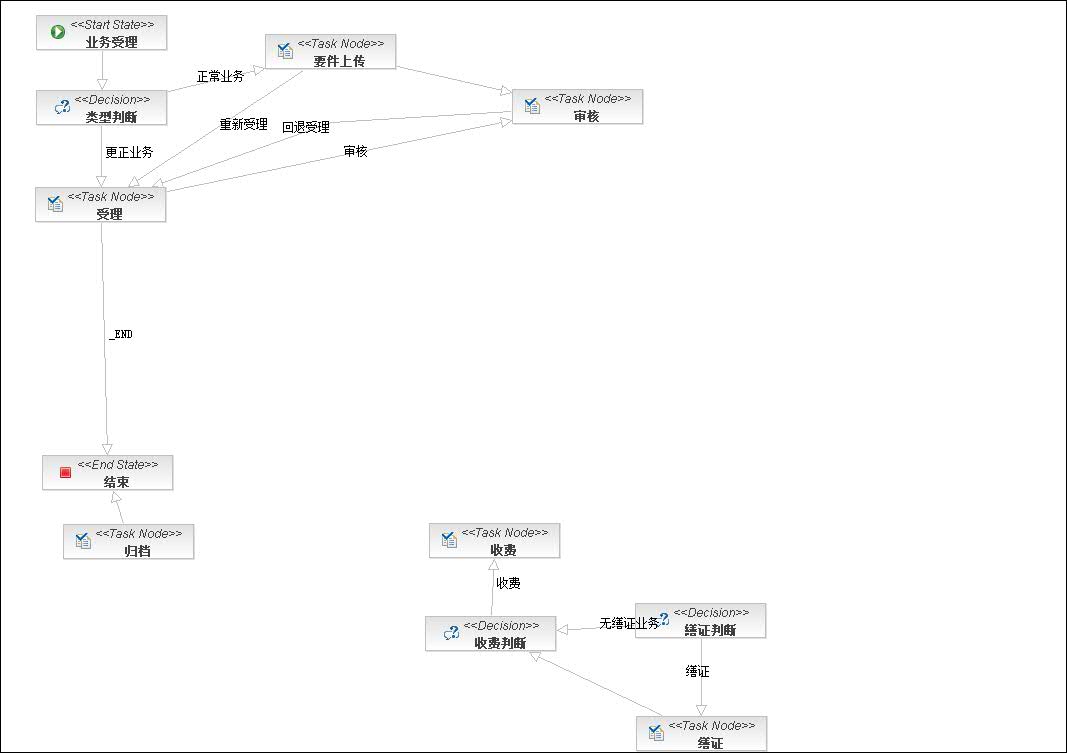 <<Start State>>
业务受理
<<Task Node>>
要件上传
正常业务
<<Decision>>
类型判断
<<Task Node>>
审核
重新受理
回退受理
更正业务
审核
<<Task Node>>
受理
_END
<<End State>>
结束
<<Task Node>>
归档
<<Task Node>>
收费
收费
<<Decision>>
收费判断
无缮证业务
<<Decision>>
缮证判断
缮证
<<Task Node>>
缮证